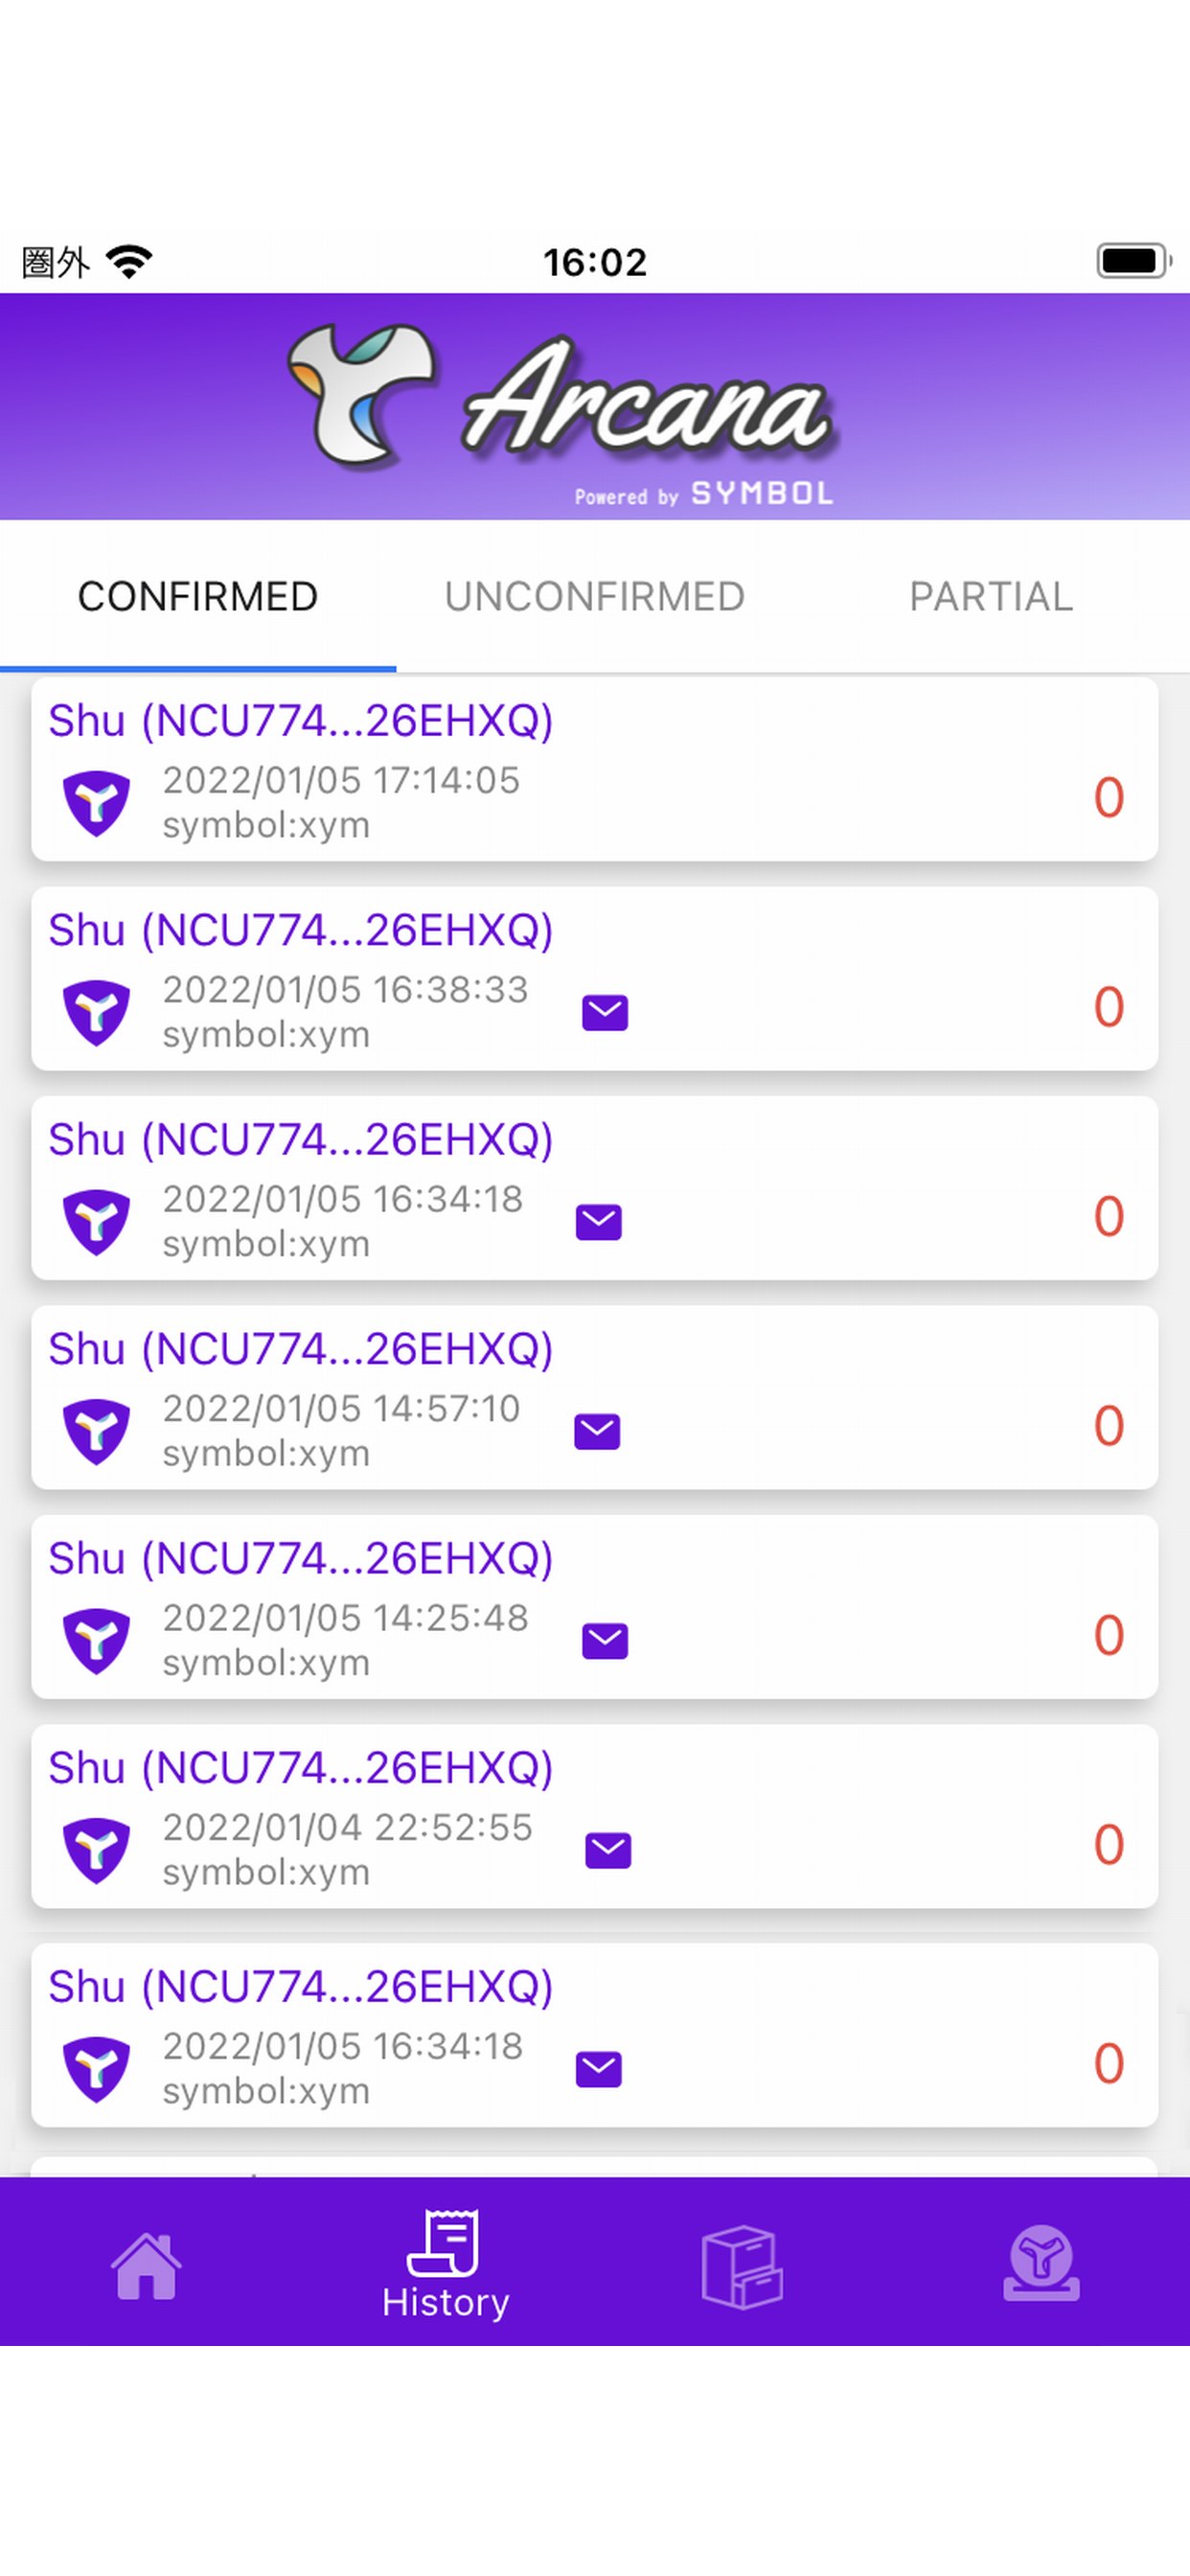 圏外
16:02
Arcana
Powered by SYMBOL
CONFIRMED UNCONFIRMED PARTIAL
Shu (NCU774...26EHXQ)
2022/01/05 17:14:05
symbol:xym
0
Shu (NCU774...26EHXQ)
2022/01/05 16:38:33
symbol:xym
0
Shu (NCU774...26EHXQ)
2022/01/05 16:34:18
symbol:xym
0
Shu (NCU774...26EHXQ)
2022/01/05 14:57:10
symbol:xym
0
Shu (NCU774...26EHXQ)
2022/01/05 14:25:48
symbol:xym
0
Shu (NCU774...26EHXQ)
2022/01/04 22:52:55
symbol:xym
0
Shu (NCU774...26EHXQ)
2022/01/05 16:34:18
symbol:xym
0
History